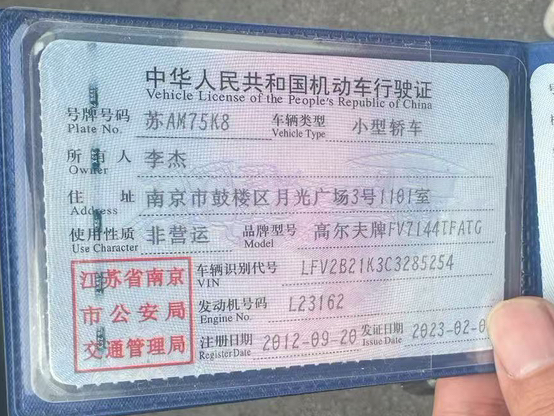 中华人民共和国机动车行驶证
Vehicle License of the People's Republic of China
号牌号码 苏AM75K8 车辆类型 小型轿车
Plate No. Vehicle Type
所有人 李杰
Owner
住址 南京市鼓楼区月光广场3号1101室
Address
使用性质 非营运 品牌型号 高尔夫牌FV7144TFATG
Use Character Model
江苏省南京 车辆识别代号 LFV2B21K3C3285254
VIN
市公安局 发动机号码 L23162
Engine No.
交通管理局 注册日期 2012-09-20 发证日期 2023-02-0
Register Date Issue Date